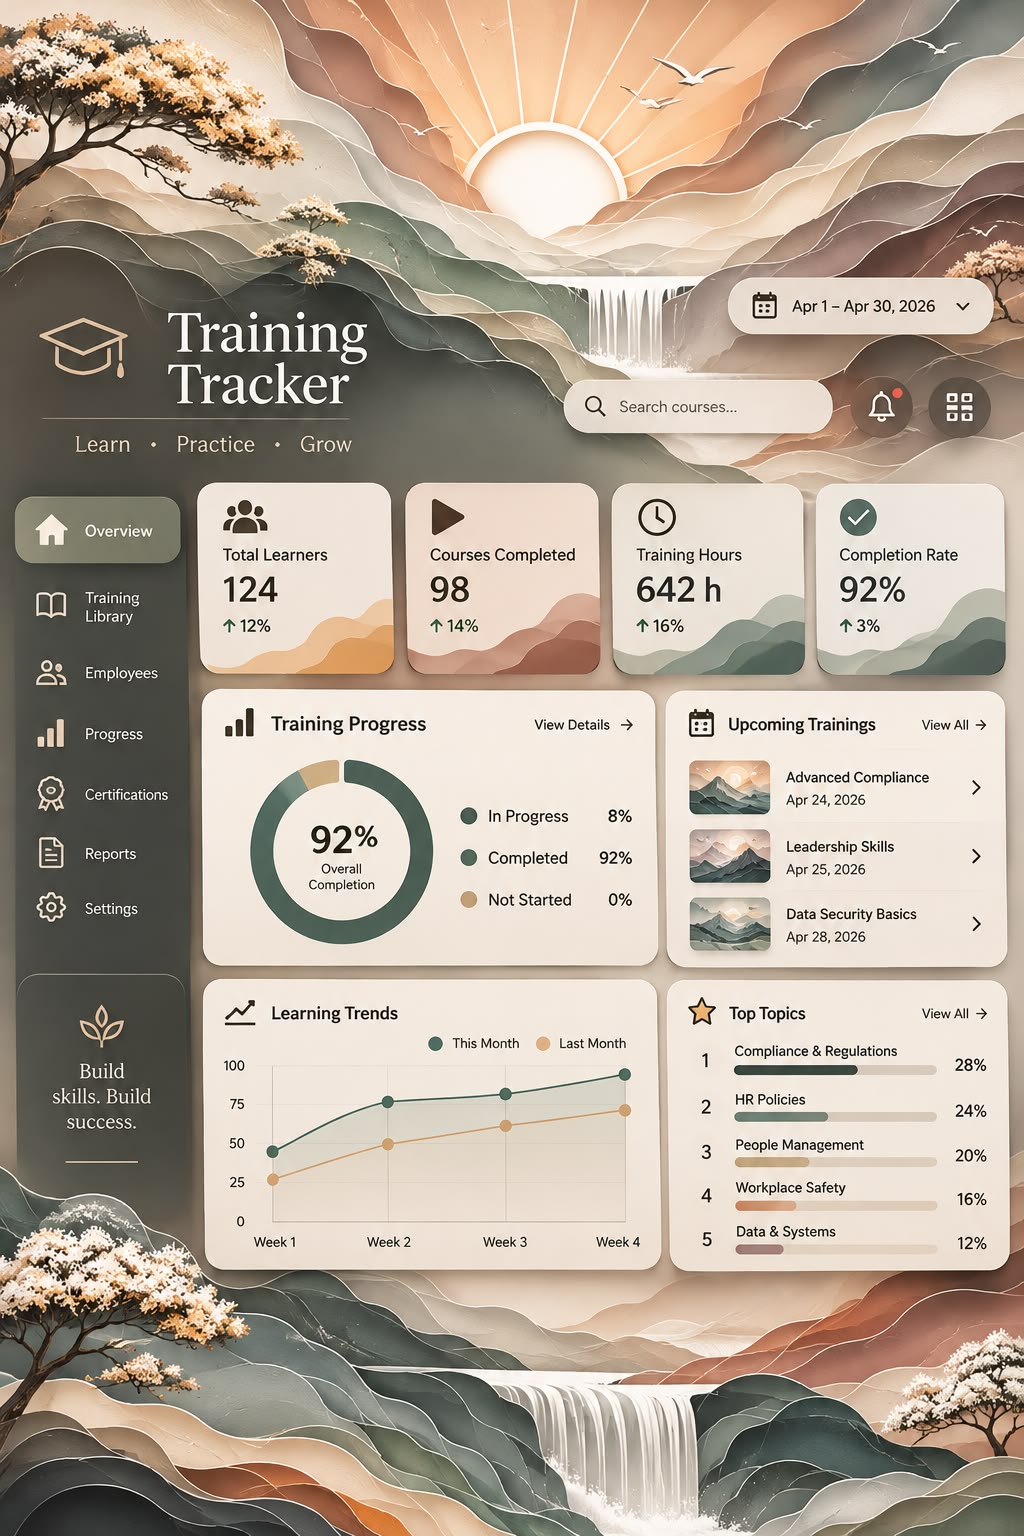 Training
Tracker
Learn • Practice • Grow
Apr 1 – Apr 30, 2026
Search courses...
Overview
Training
Library
Employees
Progress
Certifications
Reports
Settings
Build
skills. Build
success.
Total Learners
124
↑ 12%
Courses Completed
98
↑ 14%
Training Hours
642 h
↑ 16%
Completion Rate
92%
↑ 3%
Training Progress
View Details →
92%
Overall
Completion
In Progress 8%
Completed 92%
Not Started 0%
Upcoming Trainings
View All →
Advanced Compliance
Apr 24, 2026
Leadership Skills
Apr 25, 2026
Data Security Basics
Apr 28, 2026
Learning Trends
This Month Last Month
100
75
50
25
0
Week 1 Week 2 Week 3 Week 4
Top Topics
View All →
1 Compliance & Regulations 28%
2 HR Policies 24%
3 People Management 20%
4 Workplace Safety 16%
5 Data & Systems 12%